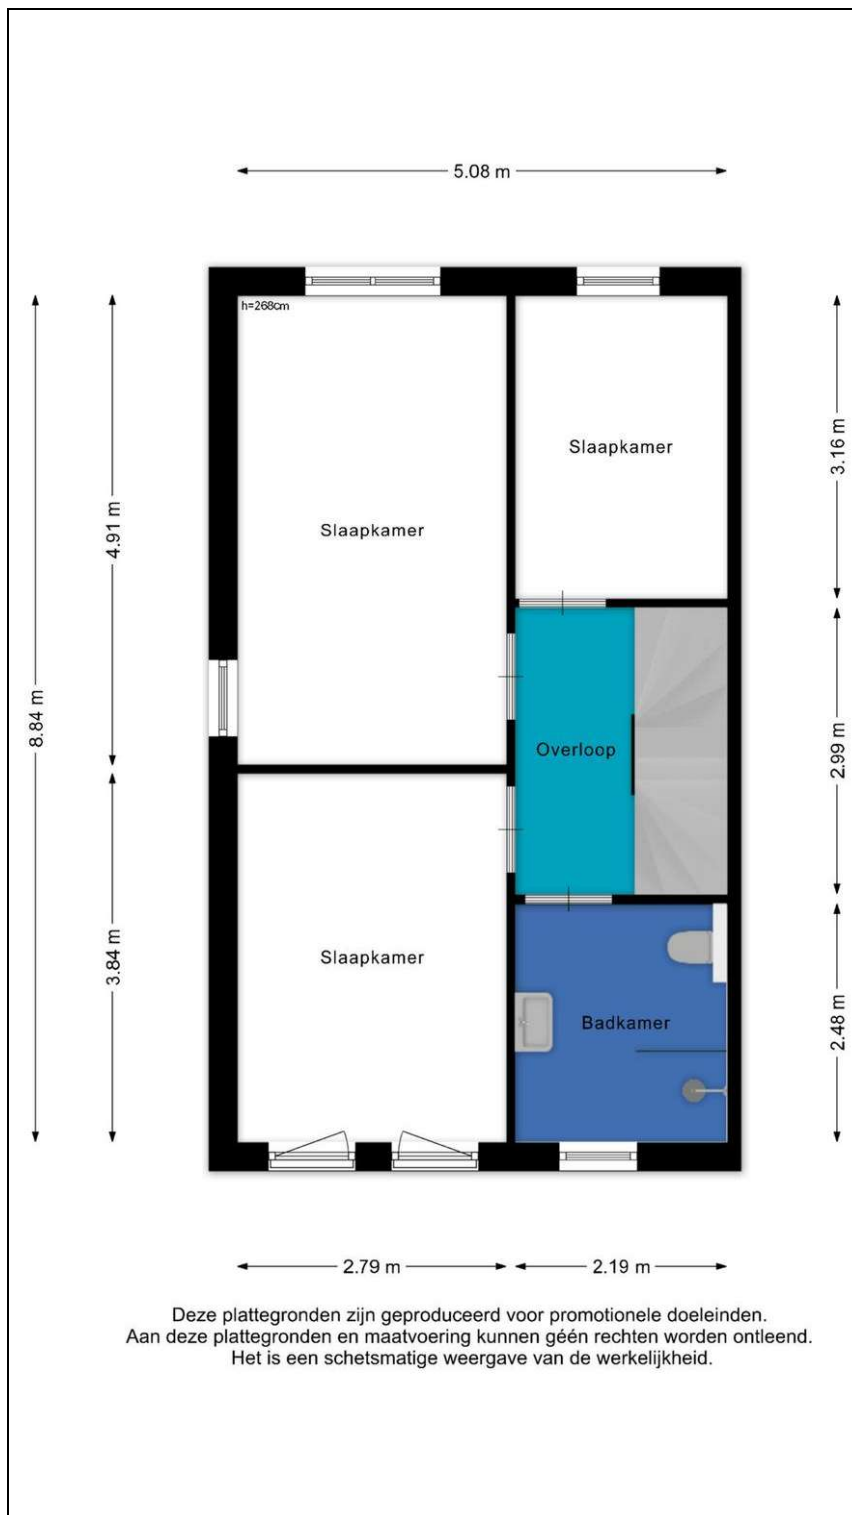 5.08 m
h=268cm
Slaapkamer
3.16 m
4.91 m
Slaapkamer
8.84 m
Overloop
2.99 m
3.84 m
Slaapkamer
Badkamer
2.48 m
2.79 m
2.19 m
Deze plattegronden zijn geproduceerd voor promotionele doeleinden.
Aan deze plattegronden en maatvoering kunnen géén rechten worden ontleend.
Het is een schetsmatige weergave van de werkelijkheid.